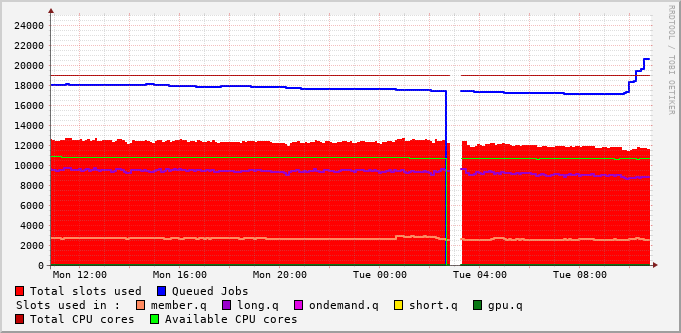 RRDTOOL / TOBI OETIKER
24000
22000
20000
18000
16000
14000
12000
10000
8000
6000
4000
2000
0
Mon 12:00 Mon 16:00 Mon 20:00 Tue 00:00 Tue 04:00 Tue 08:00
Total slots used Queued Jobs
Slots used in : member.q long.q ondemand.q short.q gpu.q
Total CPU cores Available CPU cores